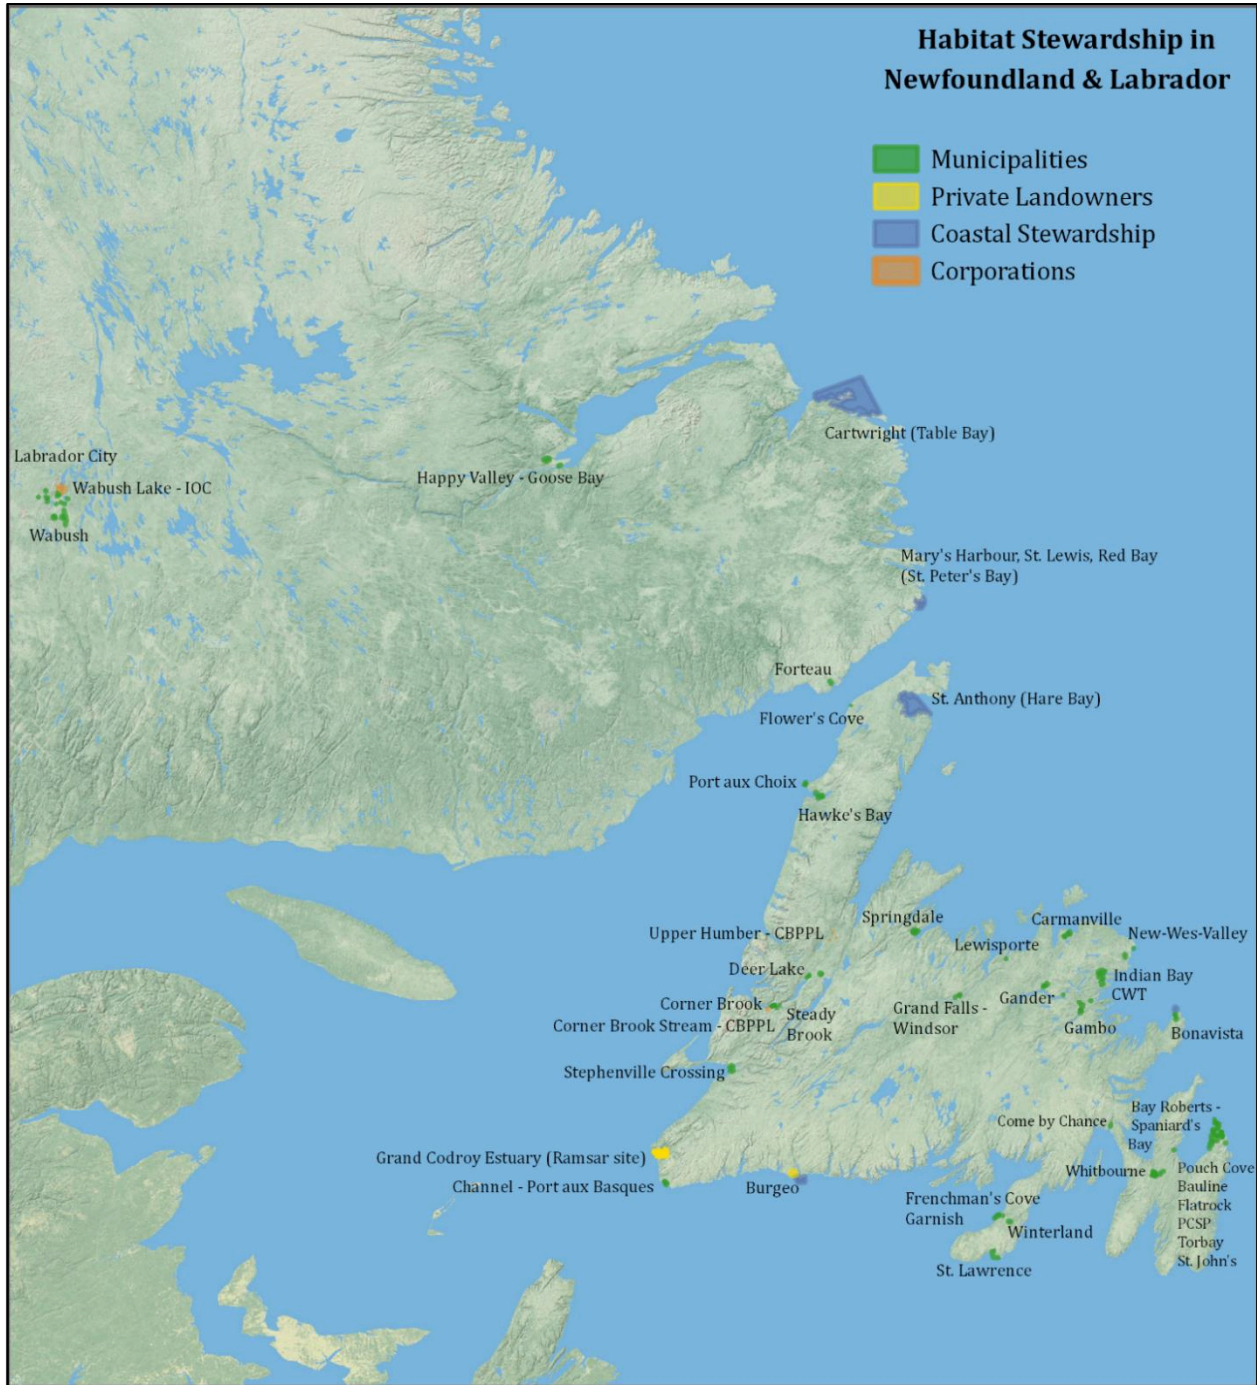 Habitat Stewardship in
Newfoundland & Labrador
Municipalities
Private Landowners
Coastal Stewardship
Corporations
Cartwright (Table Bay)
Labrador City
Happy Valley - Goose Bay
Wabush Lake - IOC
Wabush
Mary's Harbour, St. Lewis, Red Bay
(St. Peter's Bay)
Forteau
St. Anthony (Hare Bay)
Flower's Cove
Port aux Choix
Hawke's Bay
Springdale
Carmanville
Upper Humber - CBPPL
Lewisporte
New-Wes-Valley
Deer Lake
Indian Bay
CWT
Corner Brook
Grand Falls -
Windsor
Gander
Steady
Brook
Corner Brook Stream - CBPPL
Gambo
Bonavista
Stephenville Crossing
Come by Chance
Bay Roberts -
Spaniard's
Bay
Grand Codroy Estuary (Ramsar site)
Whitbourne
Channel - Port aux Basques
Burgeo
Pouch Cove
Bauline
Flatrock
PCSP
Torbay
St. John's
Frenchman's Cove
Garnish
Winterland
St. Lawrence